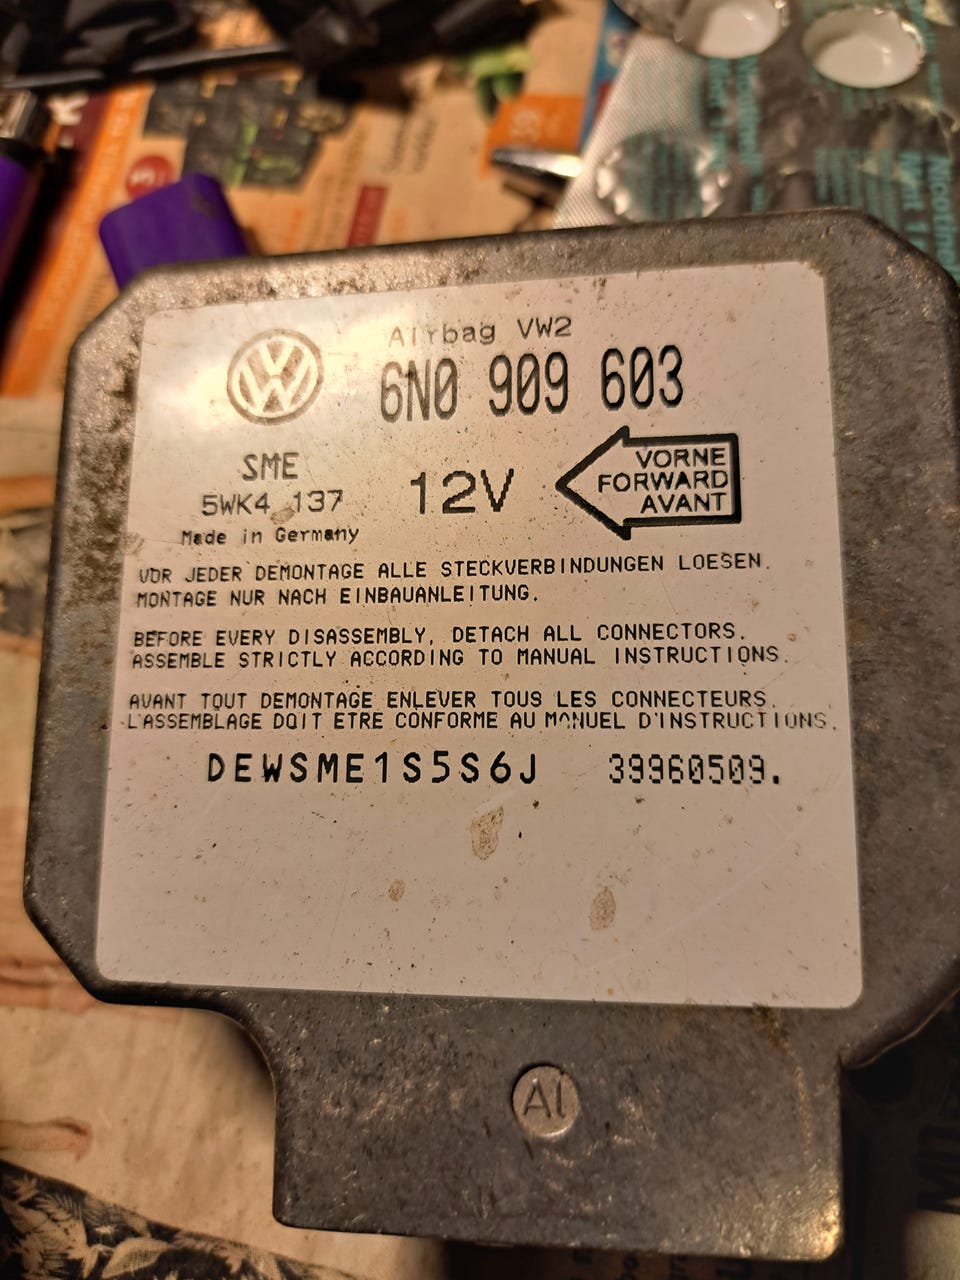 Airbag VW2
6N0 909 603
SME
5WK4 137
Made in Germany
12V
VORNE
FORWARD
AVANT
VOR JEDER DEMONTAGE ALLE STECKVERBINDUNGEN LOESEN.
MONTAGE NUR NACH EINBAUANLEITUNG.
BEFORE EVERY DISASSEMBLY, DETACH ALL CONNECTORS.
ASSEMBLE STRICTLY ACCORDING TO MANUAL INSTRUCTIONS.
AVANT TOUT DEMONTAGE ENLEVER TOUS LES CONNECTEURS.
L'ASSEMBLAGE DOIT ETRE CONFORME AU MANUEL D'INSTRUCTIONS.
DEWSME1S5S6J 39960509.
Al